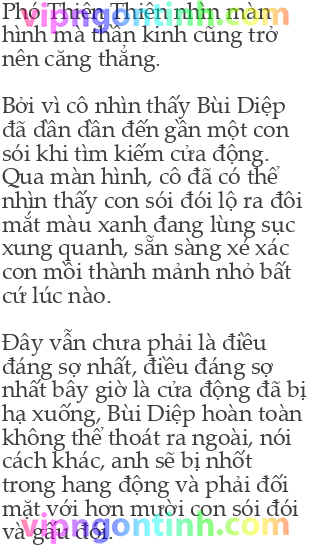 Phó Thiên Thiên nhìn màn
hình mà thần kinh cũng trở
nên căng thẳng.
Bởi vì cô nhìn thấy Bùi Diệp
đã dần dần đến gần một con
sói khi tìm kiếm cửa động.
Qua màn hình, cô đã có thể
nhìn thấy con sói đói lộ ra đôi
mắt màu xanh đang lùng sục
xung quanh, sẵn sàng xé xác
con mồi thành mảnh nhỏ bất
cứ lúc nào.
Đây vẫn chưa phải là điều
đáng sợ nhất, điều đáng sợ
nhất bây giờ là cửa động đã bị
hạ xuống, Bùi Diệp hoàn toàn
không thể thoát ra ngoài, nói
cách khác, anh sẽ bị nhốt
trong hang động và phải đối
mặt với hơn mười con sói đói
và gấu đói.
vipngontinh.com
vipngontinh.com